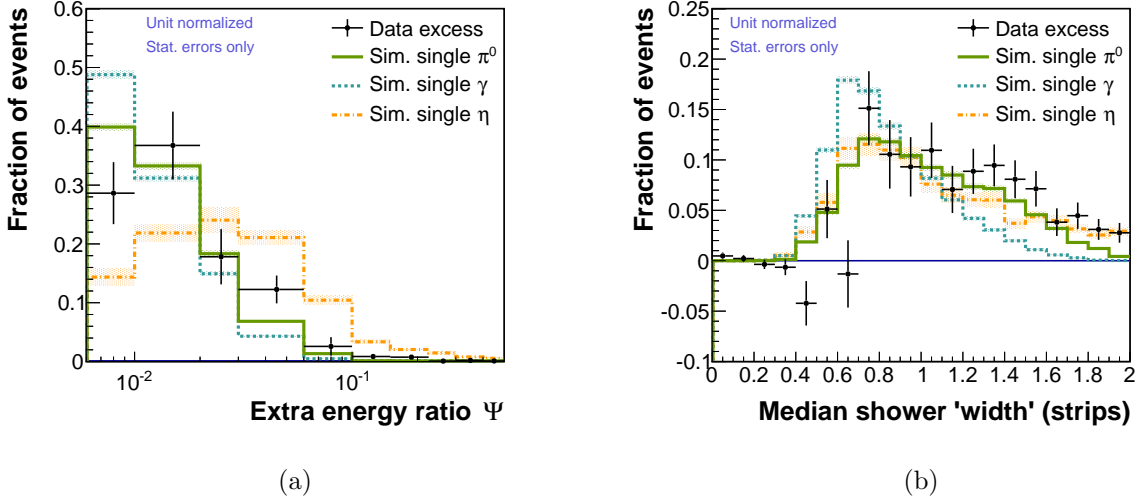 Unit normalized
Stat. errors only
Data excess
Sim. single π⁰
Sim. single γ
Sim. single η
Fraction of events
0.6
0.5
0.4
0.3
0.2
0.1
0
10⁻²
10⁻¹
Extra energy ratio Ψ
(a)
Unit normalized
Stat. errors only
Data excess
Sim. single π⁰
Sim. single γ
Sim. single η
Fraction of events
0.25
0.2
0.15
0.1
0.05
0
-0.05
-0.1
0 0.2 0.4 0.6 0.8 1 1.2 1.4 1.6 1.8 2
Median shower 'width' (strips)
(b)